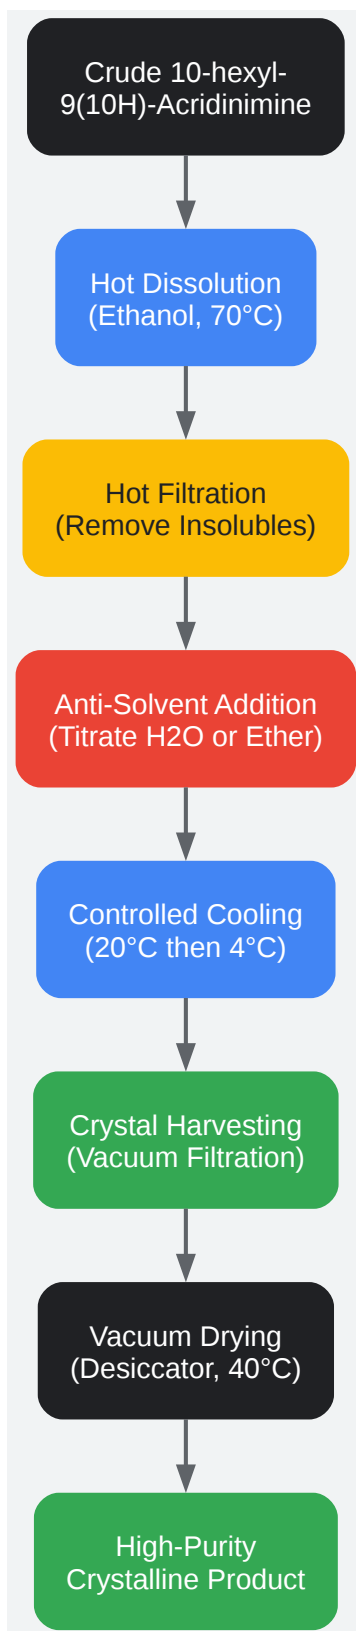 Crude 10-hexyl-
9(10H)-Acridinimine
Hot Dissolution
(Ethanol, 70°C)
Hot Filtration
(Remove Insolubles)
Anti-Solvent Addition
(Titrate H2O or Ether)
Controlled Cooling
(20°C then 4°C)
Crystal Harvesting
(Vacuum Filtration)
Vacuum Drying
(Desiccator, 40°C)
High-Purity
Crystalline Product